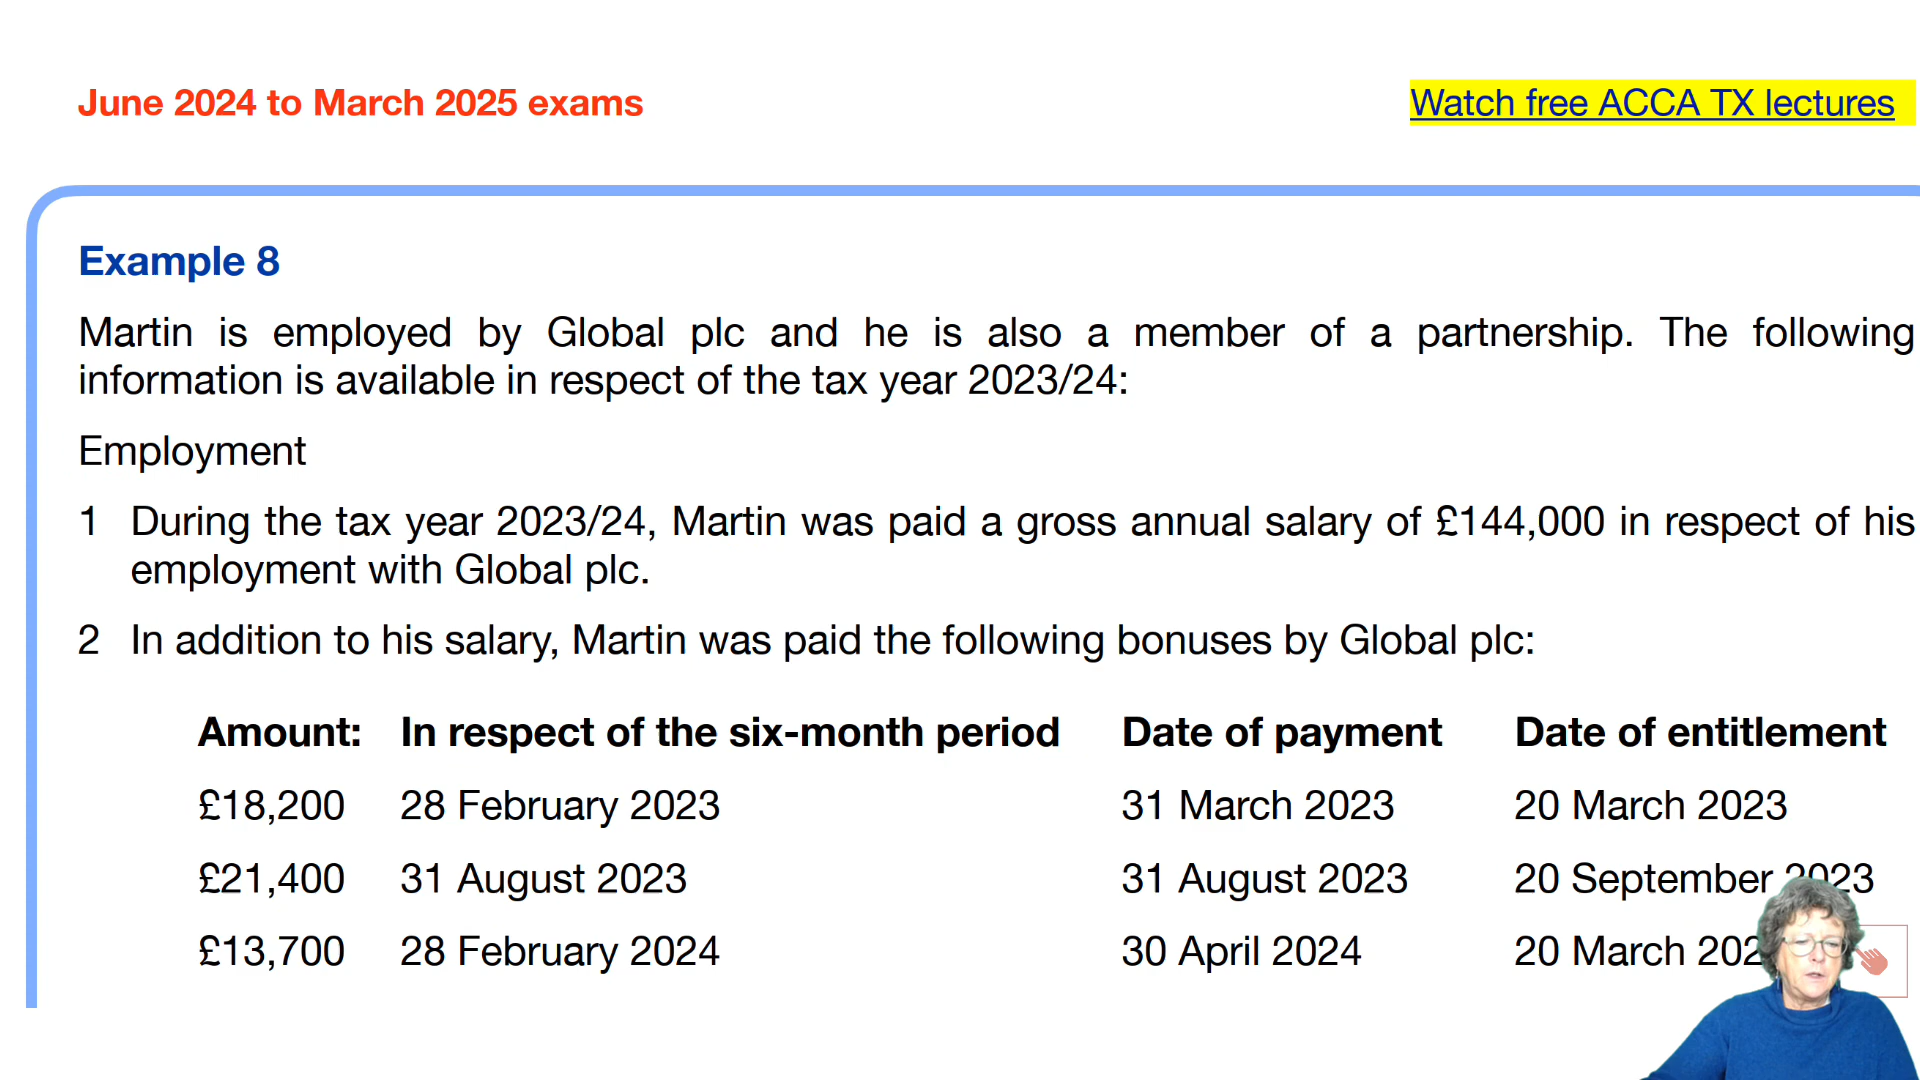 June 2024 to March 2025 exams
Watch free ACCA TX lectures
Example 8
Martin is employed by Global plc and he is also a member of a partnership. The following
information is available in respect of the tax year 2023/24:
Employment
1 During the tax year 2023/24, Martin was paid a gross annual salary of £144,000 in respect of his
employment with Global plc.
2 In addition to his salary, Martin was paid the following bonuses by Global plc:
Amount: In respect of the six-month period Date of payment Date of entitlement
£18,200 28 February 2023 31 March 2023 20 March 2023
£21,400 31 August 2023 31 August 2023 20 September 2023
£13,700 28 February 2024 30 April 2024 20 March